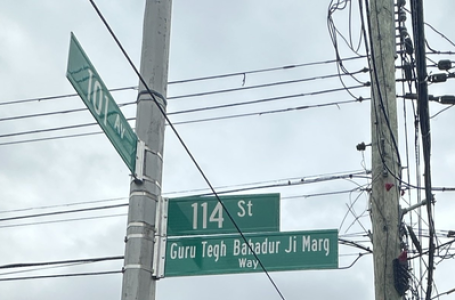 101 AV
114 St
Guru Tegh Bahadur Ji Marg
Way